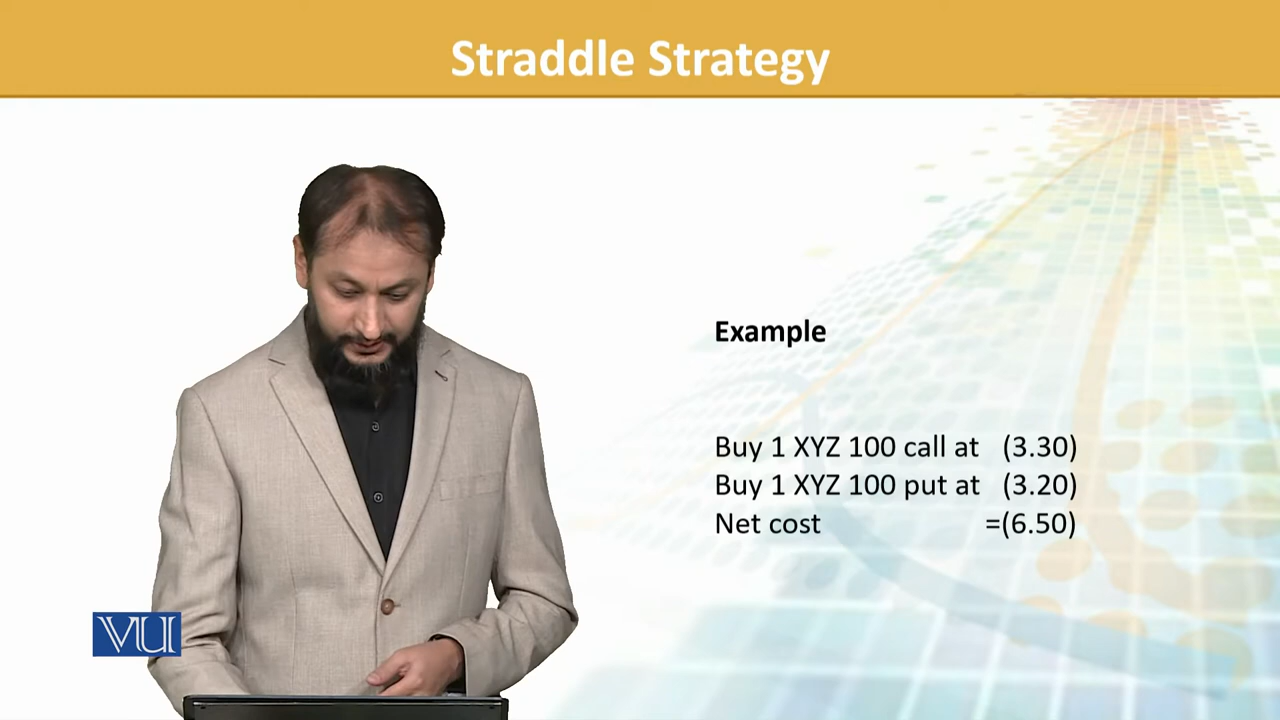 Straddle Strategy
Example
Buy 1 XYZ 100 call at (3.30)
Buy 1 XYZ 100 put at (3.20)
Net cost =(6.50)
VU